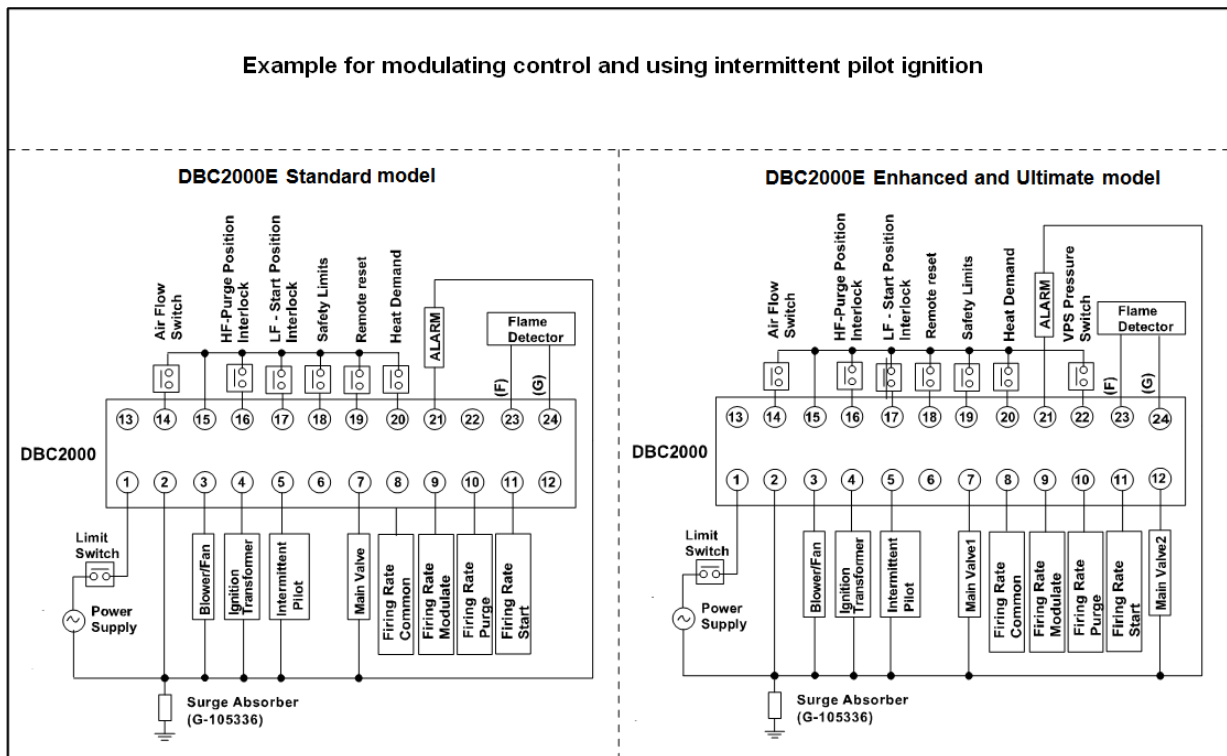 Example for modulating control and using intermittent pilot ignition
DBC2000E Standard model
Air Flow
Switch
HF-Purge Position
Interlock
LF - Start Position
Interlock
Safety Limits
Remote reset
Heat Demand
ALARM
Flame
Detector
(F)
(G)
13 14 15 16 17 18 19 20 21 22 23 24
DBC2000
1 2 3 4 5 6 7 8 9 10 11 12
Limit
Switch
Power
Supply
Blower/Fan
Ignition
Transformer
Intermittent
Pilot
Main Valve
Firing Rate
Common
Firing Rate
Modulate
Firing Rate
Purge
Firing Rate
Start
Surge Absorber
(G-105336)
DBC2000E Enhanced and Ultimate model
Air Flow
Switch
HF-Purge Position
Interlock
LF - Start Position
Interlock
Remote reset
Safety Limits
Heat Demand
ALARM
VPS Pressure
Switch
Flame
Detector
(F)
(G)
13 14 15 16 17 18 19 20 21 22 23 24
DBC2000
1 2 3 4 5 6 7 8 9 10 11 12
Limit
Switch
Power
Supply
Blower/Fan
Ignition
Transformer
Intermittent
Pilot
Main Valve1
Firing Rate
Common
Firing Rate
Modulate
Firing Rate
Purge
Firing Rate
Start
Main Valve2
Surge Absorber
(G-105336)